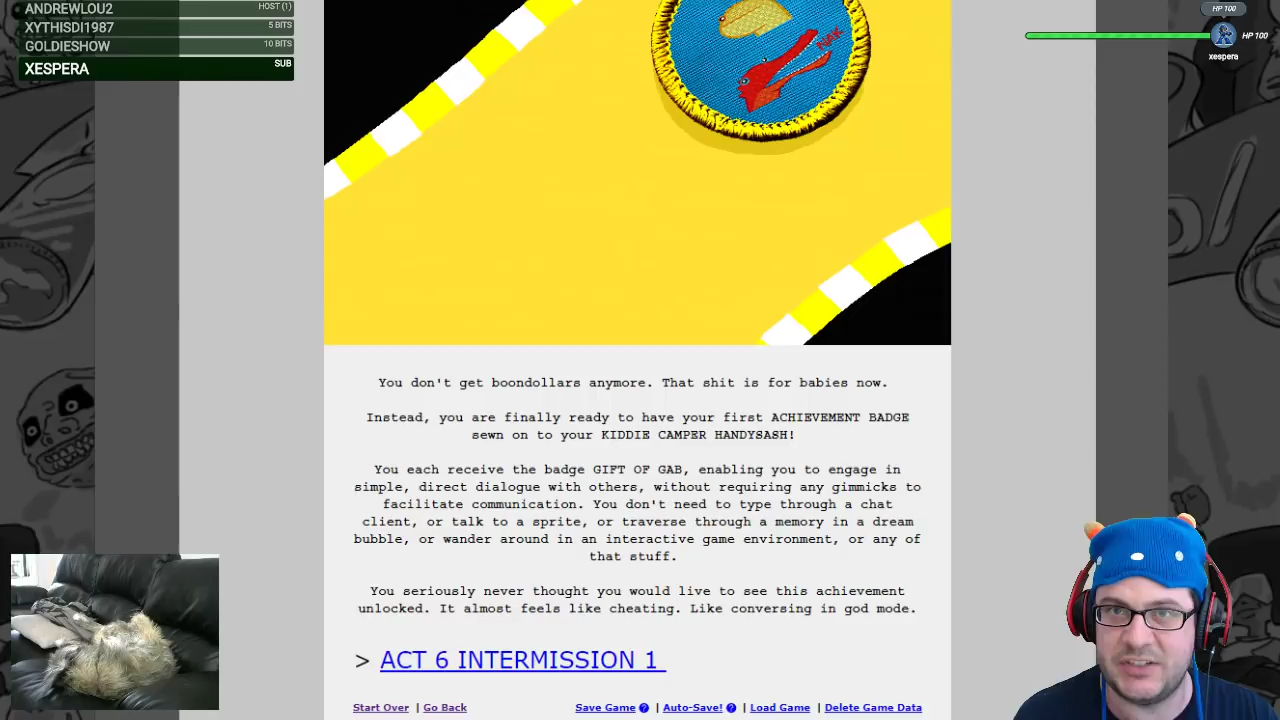 ANDREWLOU2 HOST (1)
XYTHISDI1987 5 BITS
GOLDIESHOW 10 BITS
XESPERA SUB
HP 100
HP 100
xespera
NAK
You don't get boondollars anymore. That shit is for babies now.
Instead, you are finally ready to have your first ACHIEVEMENT BADGE
sewn on to your KIDDIE CAMPER HANDYSASH!
You each receive the badge GIFT OF GAB, enabling you to engage in
simple, direct dialogue with others, without requiring any gimmicks to
facilitate communication. You don't need to type through a chat
client, or talk to a sprite, or traverse through a memory in a dream
bubble, or wander around in an interactive game environment, or any of
that stuff.
You seriously never thought you would live to see this achievement
unlocked. It almost feels like cheating. Like conversing in god mode.
> ACT 6 INTERMISSION 1
Start Over | Go Back Save Game ? | Auto-Save! ? | Load Game | Delete Game Data